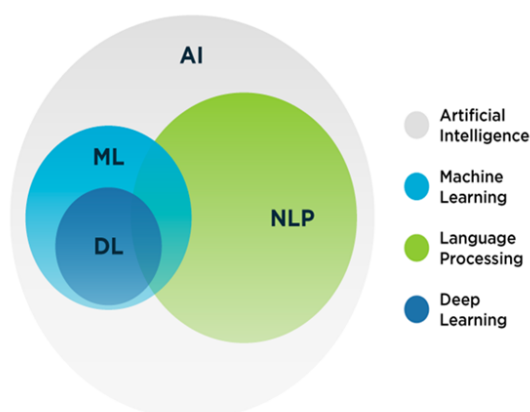 AI
ML
DL
NLP
Artificial
Intelligence
Machine
Learning
Language
Processing
Deep
Learning